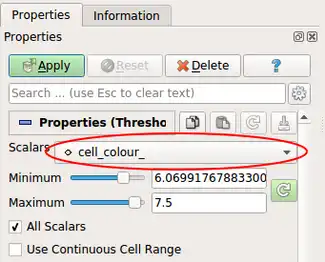 Properties Information
Properties
Apply Reset Delete ?
Search ... (use Esc to clear text)
Properties (Thresho
Scalars cell_colour_
Minimum 6.06991767883300
Maximum 7.5
All Scalars
Use Continuous Cell Range